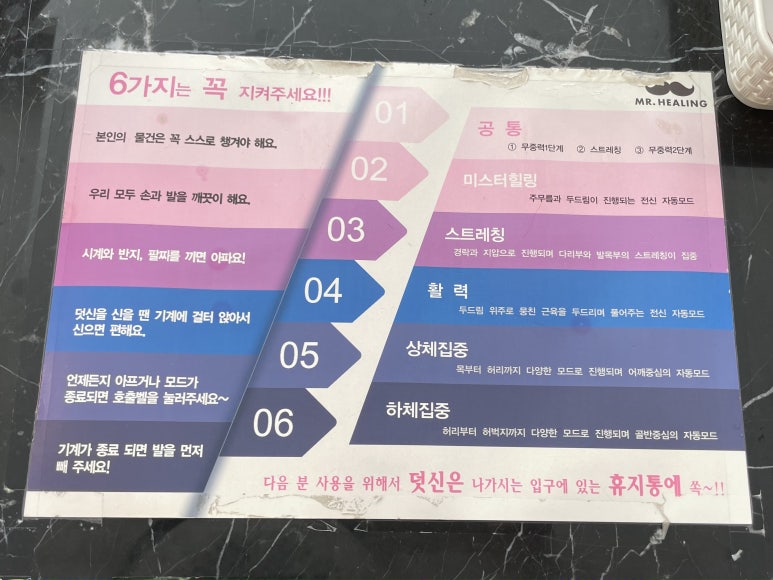 6가지는 꼭 지켜주세요!!!
본인의 물건은 꼭 스스로 챙겨야 해요.
우리 모두 손과 발을 깨끗이 해요.
시계와 반지, 팔찌를 끼면 아파요!
덧신을 신을 땐 기계에 걸터 앉아서
신으면 편해요.
언제든지 아프거나 모드가
종료되면 호출벨을 눌러주세요~
기계가 종료 되면 발을 먼저
빼 주세요!
MR. HEALING
01
공 통
① 무중력1단계 ② 스트레칭 ③ 무중력2단계
02
미스터힐링
주무름과 두드림이 진행되는 전신 자동모드
03
스트레칭
경락과 지압으로 진행되며 다리부와 발목부의 스트레칭이 집중
04
활 력
두드림 위주로 뭉친 근육을 두드리며 풀어주는 전신 자동모드
05
상체집중
목부터 허리까지 다양한 모드로 진행되며 어깨중심의 자동모드
06
하체집중
허리부터 허벅지까지 다양한 모드로 진행되며 골반중심의 자동모드
다음 분 사용을 위해서 덧신은 나가시는 입구에 있는 휴지통에 쏙~!!